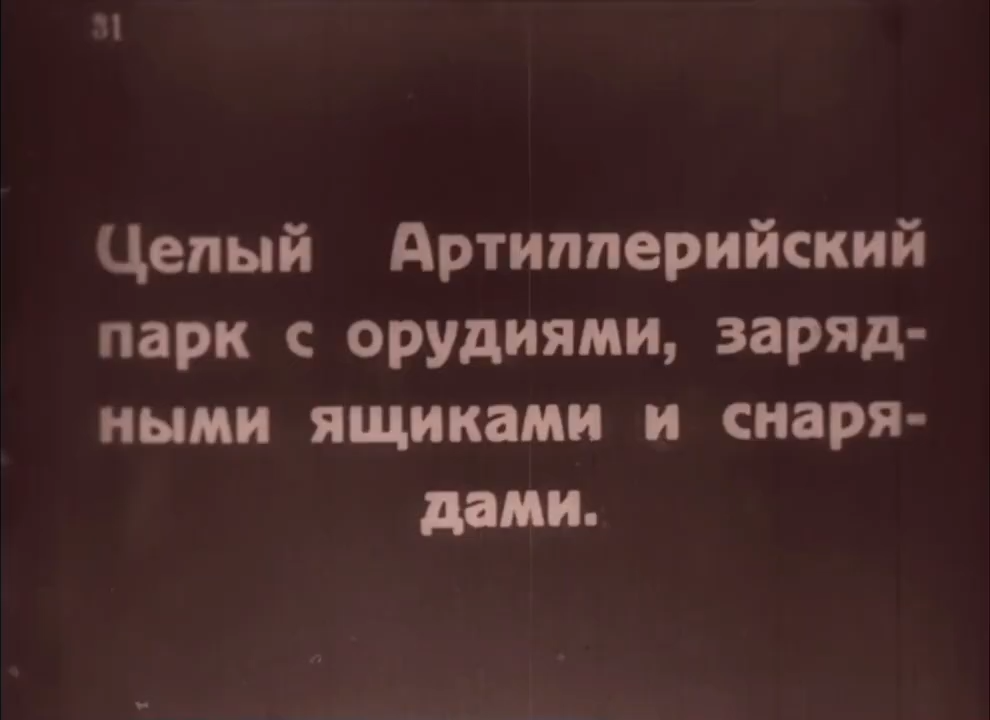 31
Целый Артиллерийский
парк с орудиями, заряд-
ными ящиками и снаря-
дами.